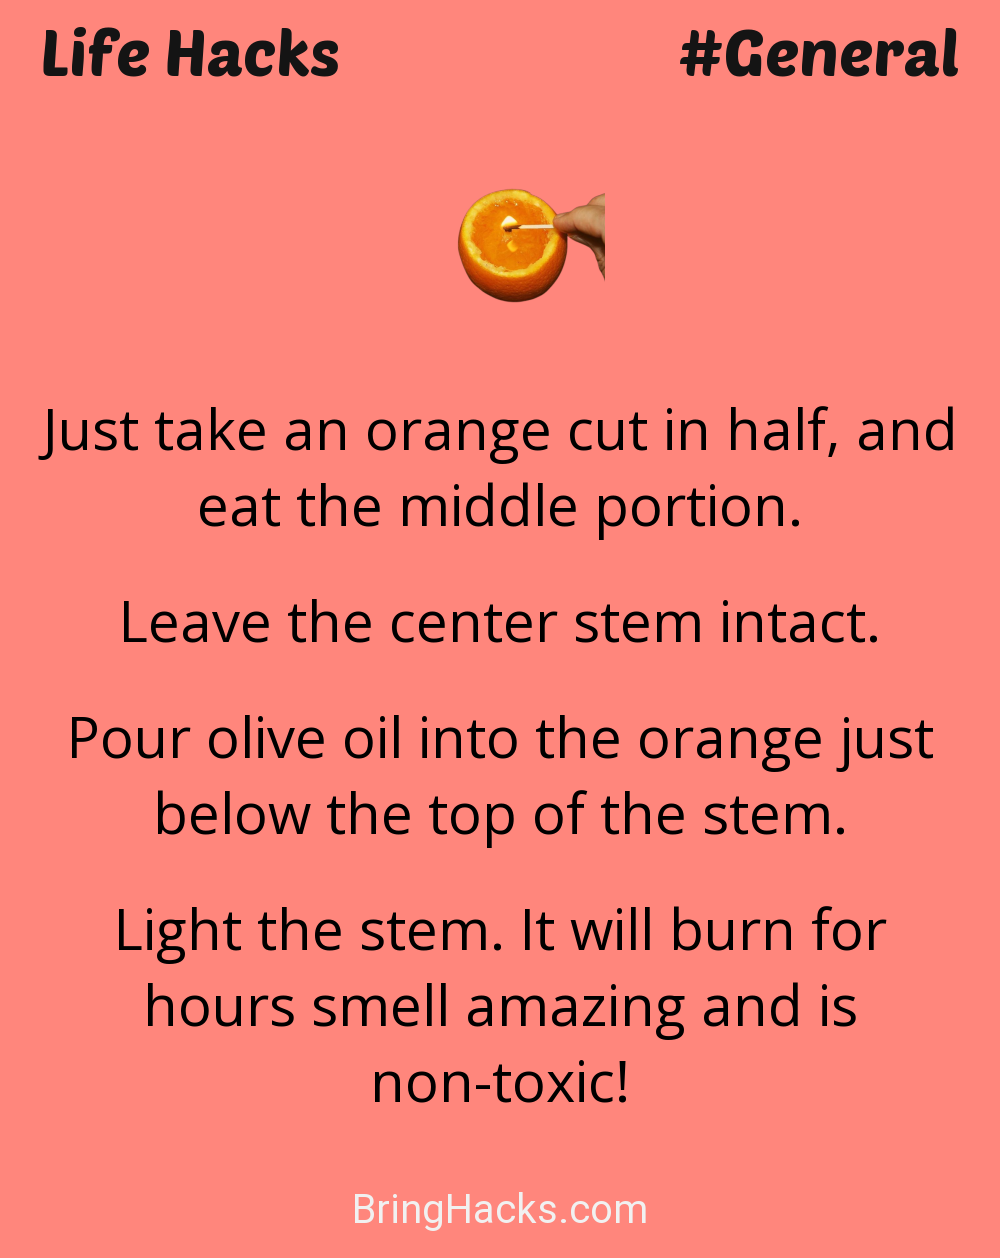 Life Hacks #General
Just take an orange cut in half, and
eat the middle portion.
Leave the center stem intact.
Pour olive oil into the orange just
below the top of the stem.
Light the stem. It will burn for
hours smell amazing and is
non-toxic!
BringHacks.com